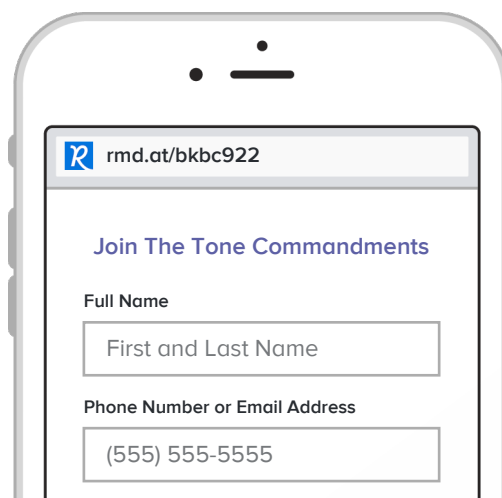 rmd.at/bkbc922
Join The Tone Commandments
Full Name
First and Last Name
Phone Number or Email Address
(555) 555-5555